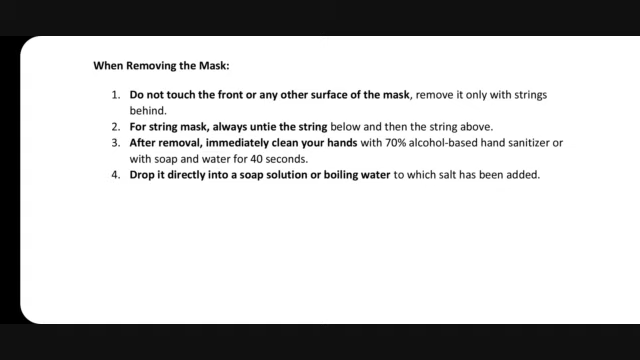 When Removing the Mask:
1. Do not touch the front or any other surface of the mask, remove it only with strings
behind.
2. For string mask, always untie the string below and then the string above.
3. After removal, immediately clean your hands with 70% alcohol-based hand sanitizer or
with soap and water for 40 seconds.
4. Drop it directly into a soap solution or boiling water to which salt has been added.